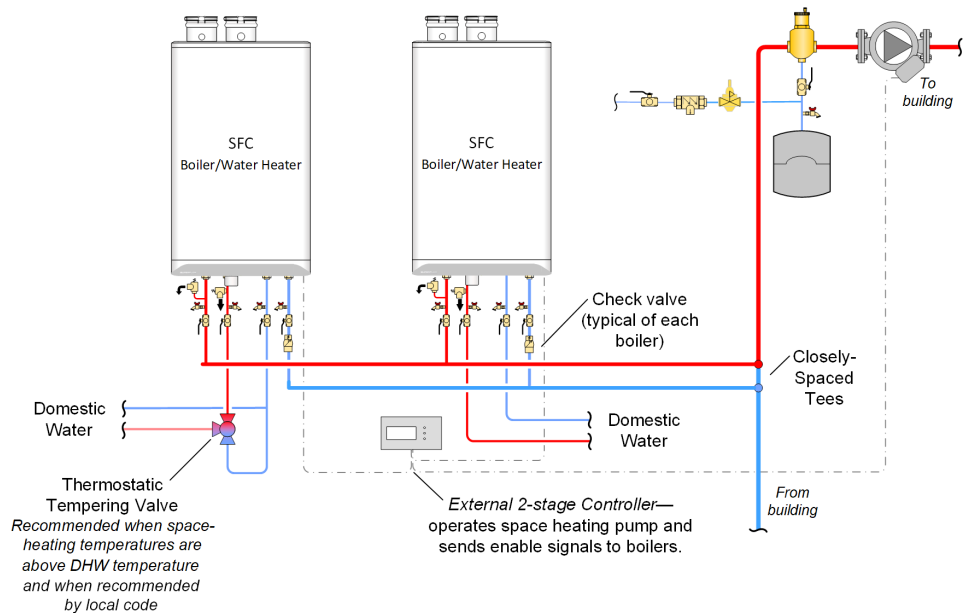 SFC
Boiler/Water Heater
SFC
Boiler/Water Heater
To
building
Check valve
(typical of each
boiler)
Closely-
Spaced
Tees
Domestic
Water
Domestic
Water
Thermostatic
Tempering Valve
Recommended when space-
heating temperatures are
above DHW temperature
and when recommended
by local code
External 2-stage Controller—
operates space heating pump and
sends enable signals to boilers.
From
building